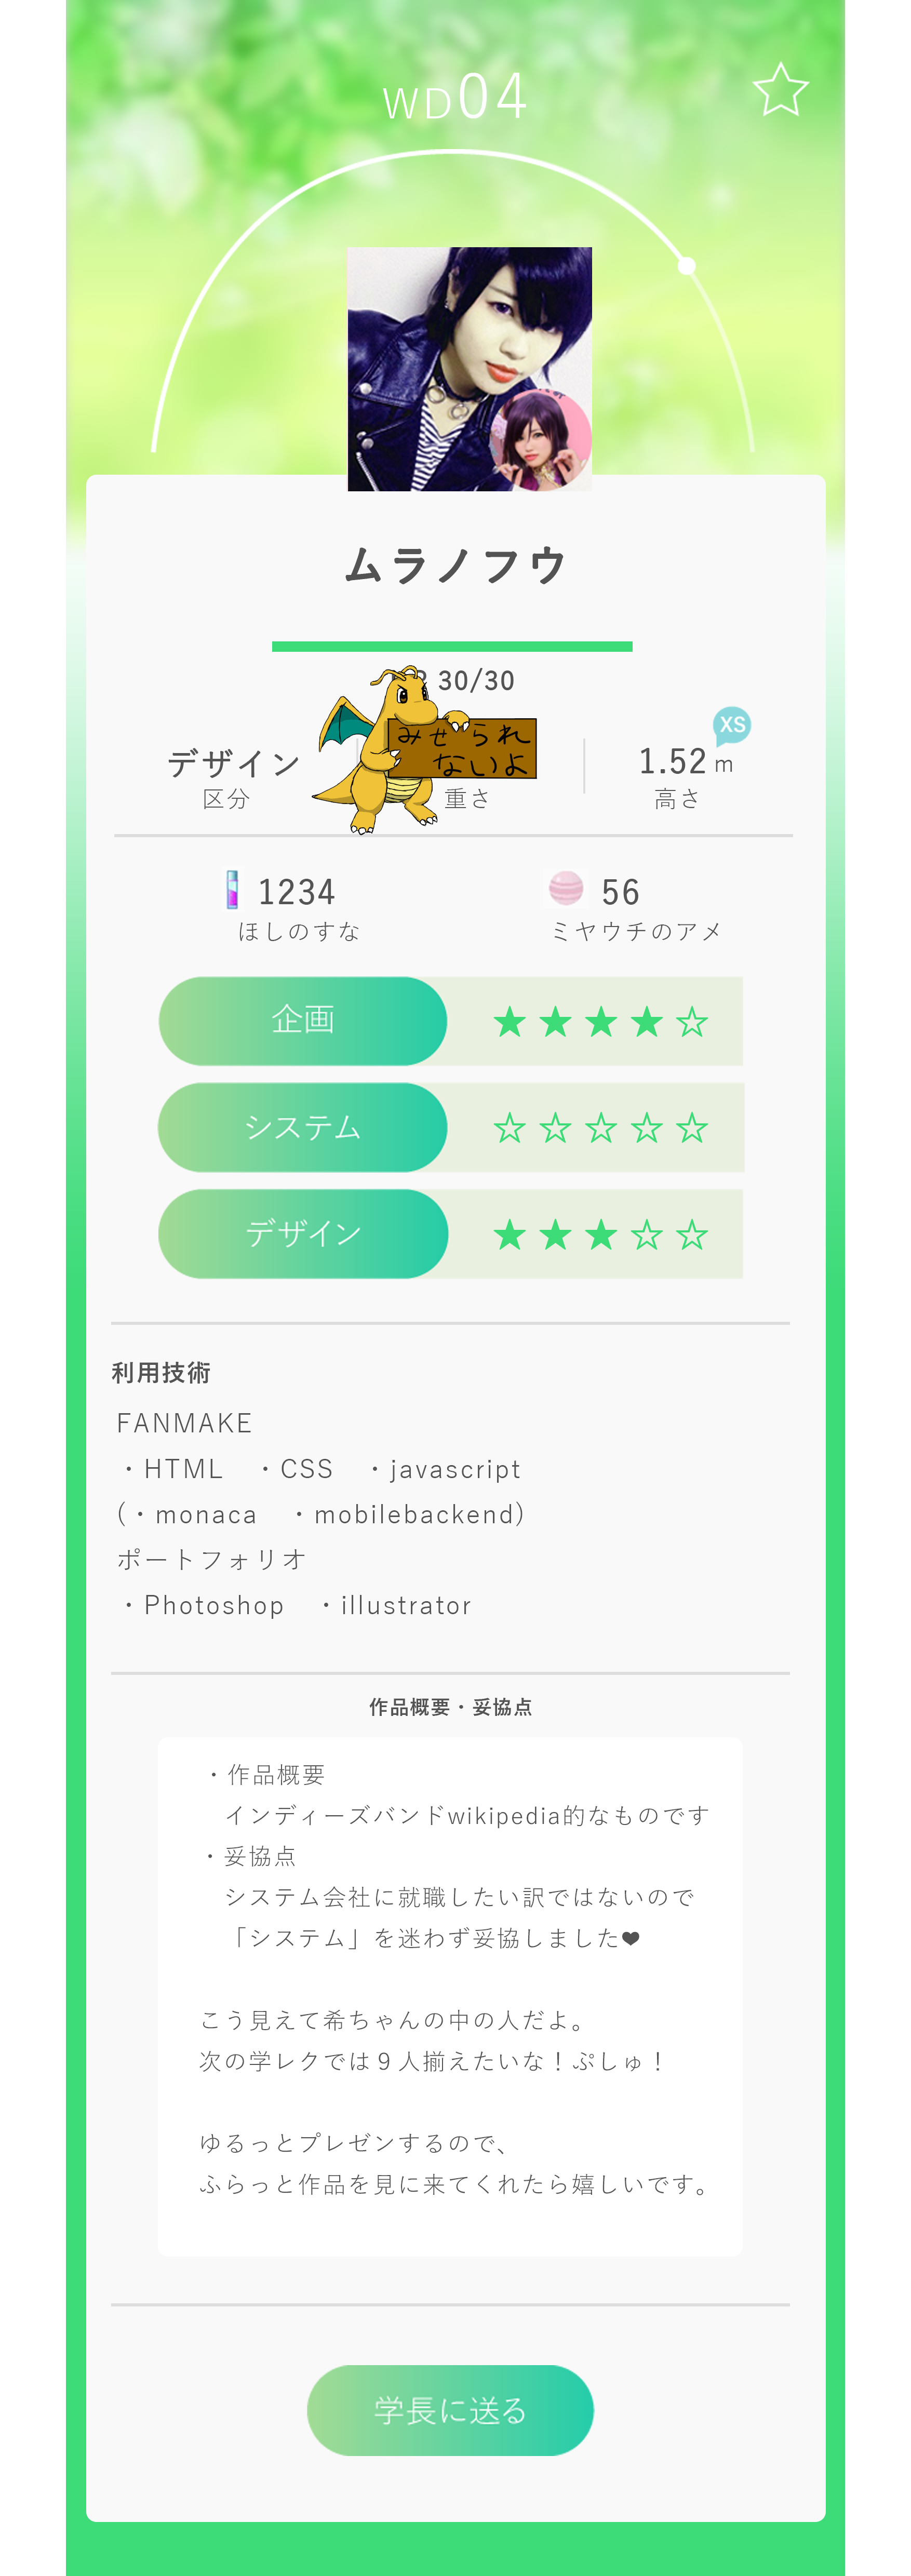 WD04
ムラノフウ
30/30
みせられ
ないよ
デザイン
区分
重さ
XS
1.52 m
高さ
1234
ほしのすな
56
ミヤウチのアメ
企画 ★★★★☆
システム ☆☆☆☆☆
デザイン ★★★☆☆
利用技術
FANMAKE
・HTML ・CSS ・javascript
(・monaca ・mobilebackend)
ポートフォリオ
・Photoshop ・illustrator
作品概要・妥協点
・作品概要
インディーズバンドwikipedia的なものです
・妥協点
システム会社に就職したい訳ではないので
「システム」を迷わず妥協しました❤
こう見えて希ちゃんの中の人だよ。
次の学レクでは９人揃えたいな！ぷしゅ！
ゆるっとプレゼンするので、
ふらっと作品を見に来てくれたら嬉しいです。
学長に送る